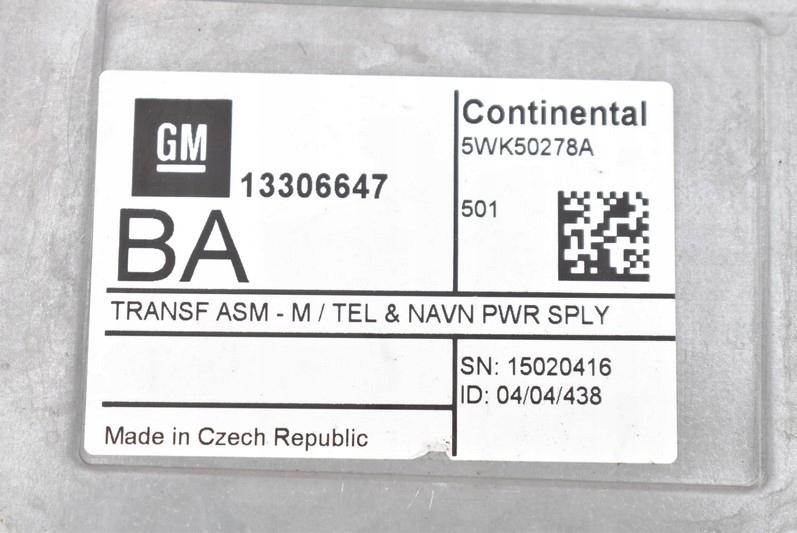 GM
13306647
BA
Continental
5WK50278A
501
TRANSF ASM - M / TEL & NAVN PWR SPLY
SN: 15020416
ID: 04/04/438
Made in Czech Republic